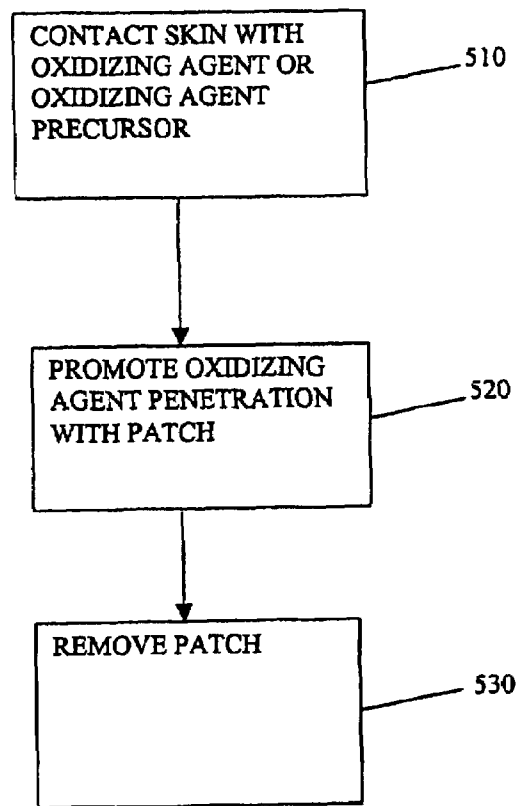 CONTACT SKIN WITH
OXIDIZING AGENT OR
OXIDIZING AGENT
PRECURSOR
510
PROMOTE OXIDIZING
AGENT PENETRATION
WITH PATCH
520
REMOVE PATCH
530